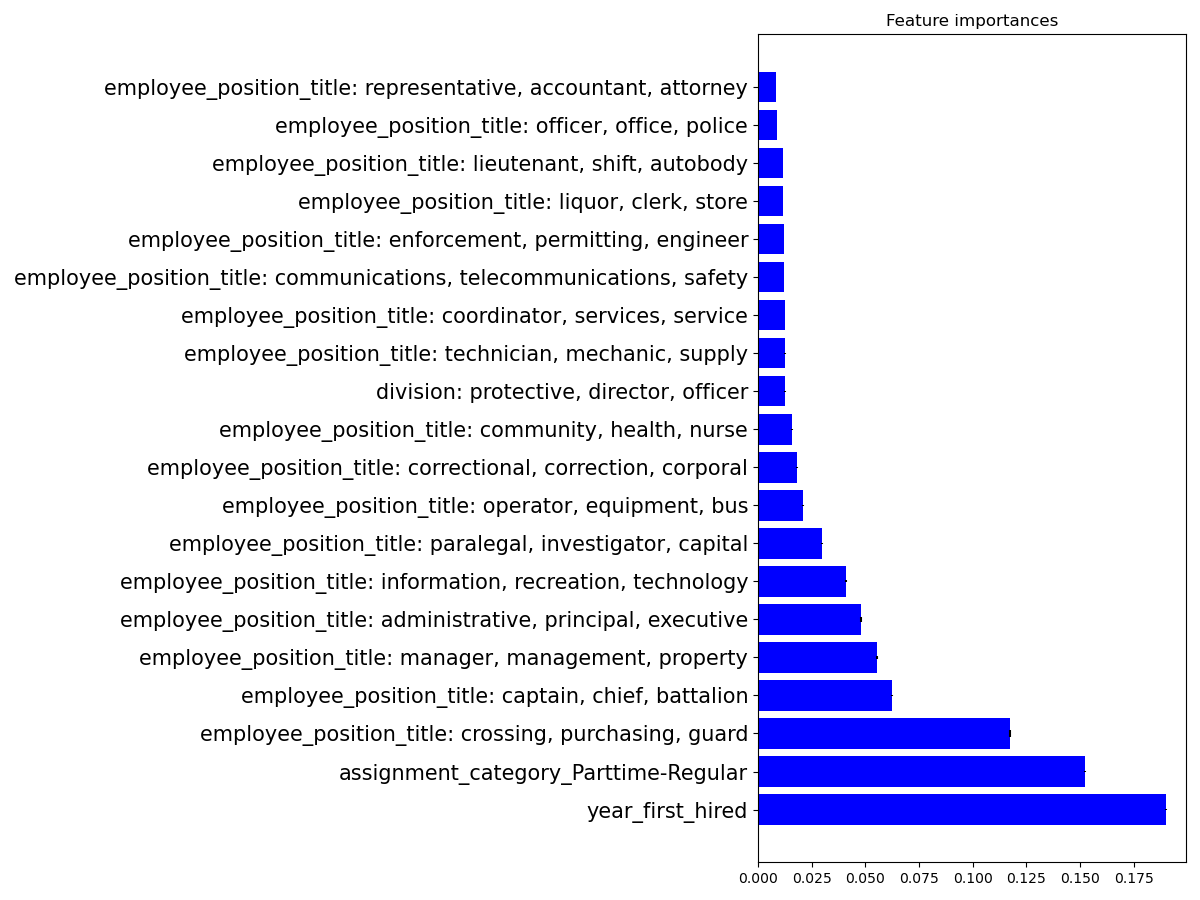 Feature importances
employee_position_title: representative, accountant, attorney
employee_position_title: officer, office, police
employee_position_title: lieutenant, shift, autobody
employee_position_title: liquor, clerk, store
employee_position_title: enforcement, permitting, engineer
employee_position_title: communications, telecommunications, safety
employee_position_title: coordinator, services, service
employee_position_title: technician, mechanic, supply
division: protective, director, officer
employee_position_title: community, health, nurse
employee_position_title: correctional, correction, corporal
employee_position_title: operator, equipment, bus
employee_position_title: paralegal, investigator, capital
employee_position_title: information, recreation, technology
employee_position_title: administrative, principal, executive
employee_position_title: manager, management, property
employee_position_title: captain, chief, battalion
employee_position_title: crossing, purchasing, guard
assignment_category_Parttime-Regular
year_first_hired
0.000 0.025 0.050 0.075 0.100 0.125 0.150 0.175